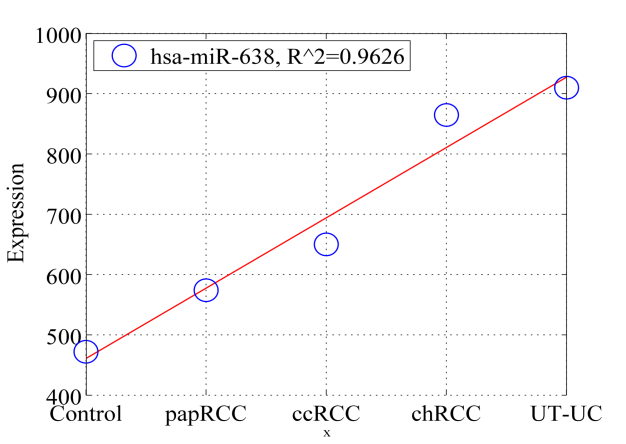 1000
hsa-miR-638, R^2=0.9626
900
800
700
600
500
400
Expression
Control papRCC ccRCC chRCC UT-UC
x